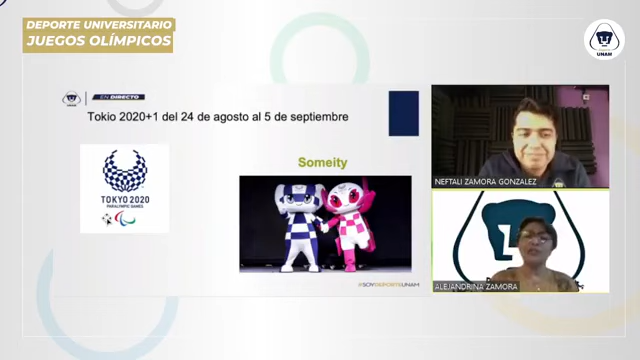 DEPORTE UNIVERSITARIO
JUEGOS OLÍMPICOS
UNAM
EN DIRECTO
Tokio 2020+1 del 24 de agosto al 5 de septiembre
Someity
TOKYO 2020
PARALYMPIC GAMES
#SOYDEPORTEUNAM
NEFTALI ZAMORA GONZALEZ
ALEJANDRINA ZAMORA